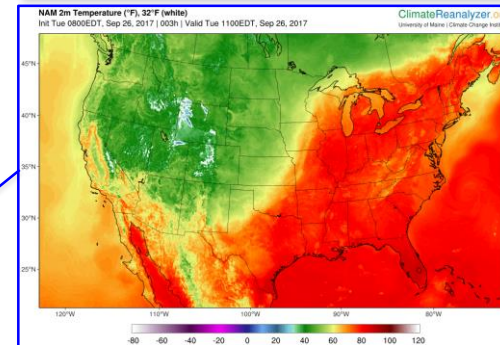 NAM 2m Temperature (°F), 32°F (white)
Init Tue 0800EDT, Sep 26, 2017 | 003h | Valid Tue 1100EDT, Sep 26, 2017
ClimateReanalyzer.o
University of Maine | Climate Change Insti
45°N
40°N
35°N
30°N
25°N
120°W 110°W 100°W 90°W 80°W
-80 -60 -40 -20 0 20 40 60 80 100 120